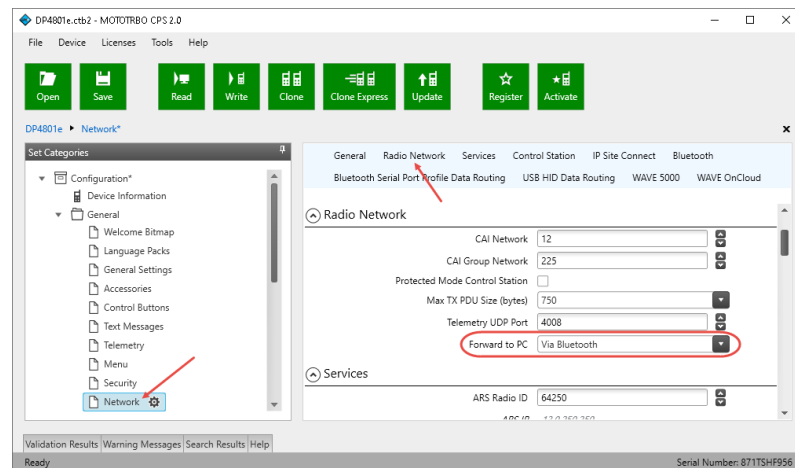 DP4801e.ctb2 - MOTOTRBO CPS 2.0
File Device Licenses Tools Help
Open Save Read Write Clone Clone Express Update Register Activate
DP4801e Network*
Set Categories
Configuration*
Device Information
General
Welcome Bitmap
Language Packs
General Settings
Accessories
Control Buttons
Text Messages
Telemetry
Menu
Security
Network
General Radio Network Services Control Station IP Site Connect Bluetooth
Bluetooth Serial Port Profile Data Routing USB HID Data Routing WAVE 5000 WAVE OnCloud
Radio Network
CAI Network 12
CAI Group Network 225
Protected Mode Control Station
Max TX PDU Size (bytes) 750
Telemetry UDP Port 4008
Forward to PC Via Bluetooth
Services
ARS Radio ID 64250
Validation Results Warning Messages Search Results Help
Ready Serial Number: 871TSHF956